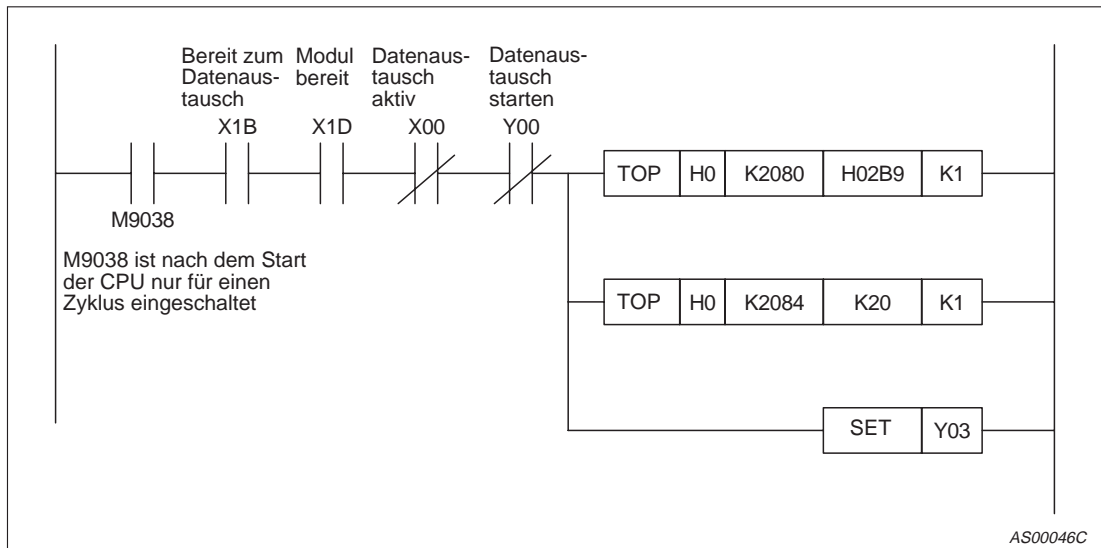 Bereit zum
Datenaus-
tausch
X1B
Modul
bereit
X1D
Datenaus-
tausch
aktiv
X00
Datenaus-
tausch
starten
Y00
M9038
M9038 ist nach dem Start
der CPU nur für einen
Zyklus eingeschaltet
TOP H0 K2080 H02B9 K1
TOP H0 K2084 K20 K1
SET Y03
AS00046C